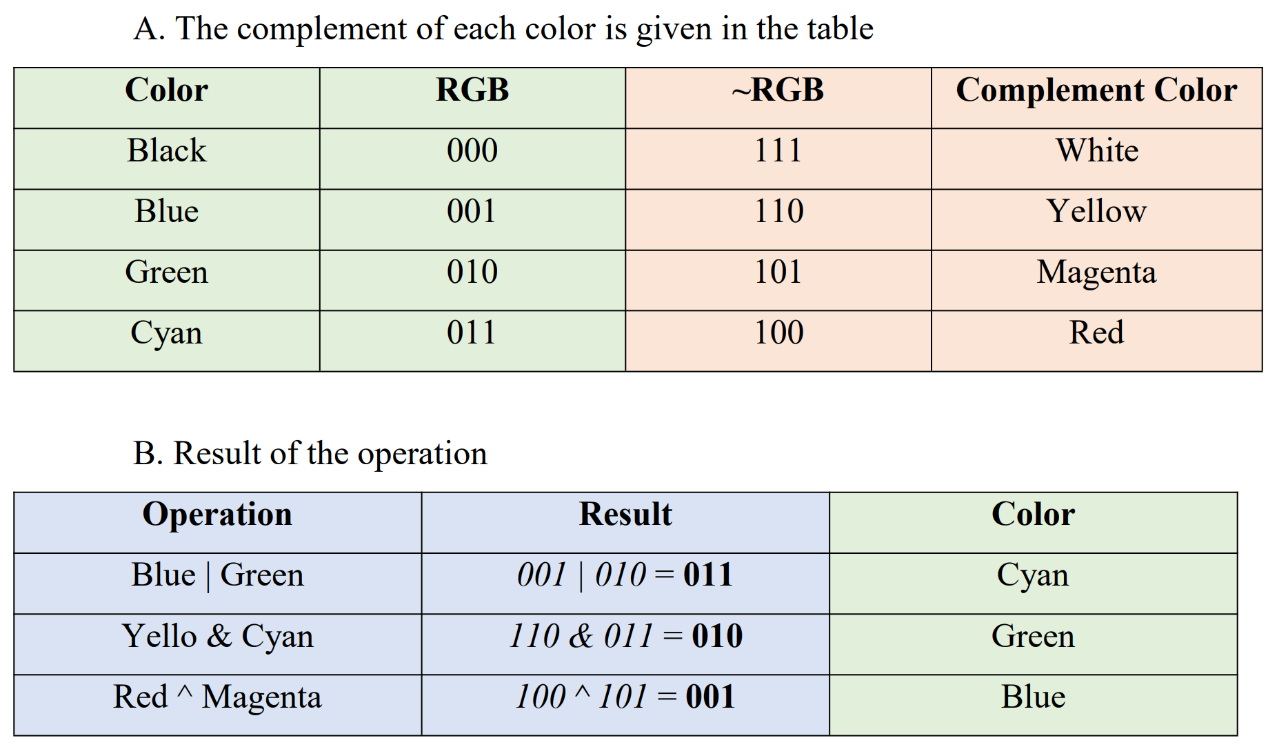 A. The complement of each color is given in the table
Color RGB ~RGB Complement Color
Black 000 111 White
Blue 001 110 Yellow
Green 010 101 Magenta
Cyan 011 100 Red
B. Result of the operation
Operation Result Color
Blue | Green 001 | 010 = 011 Cyan
Yello & Cyan 110 & 011 = 010 Green
Red ^ Magenta 100 ^ 101 = 001 Blue